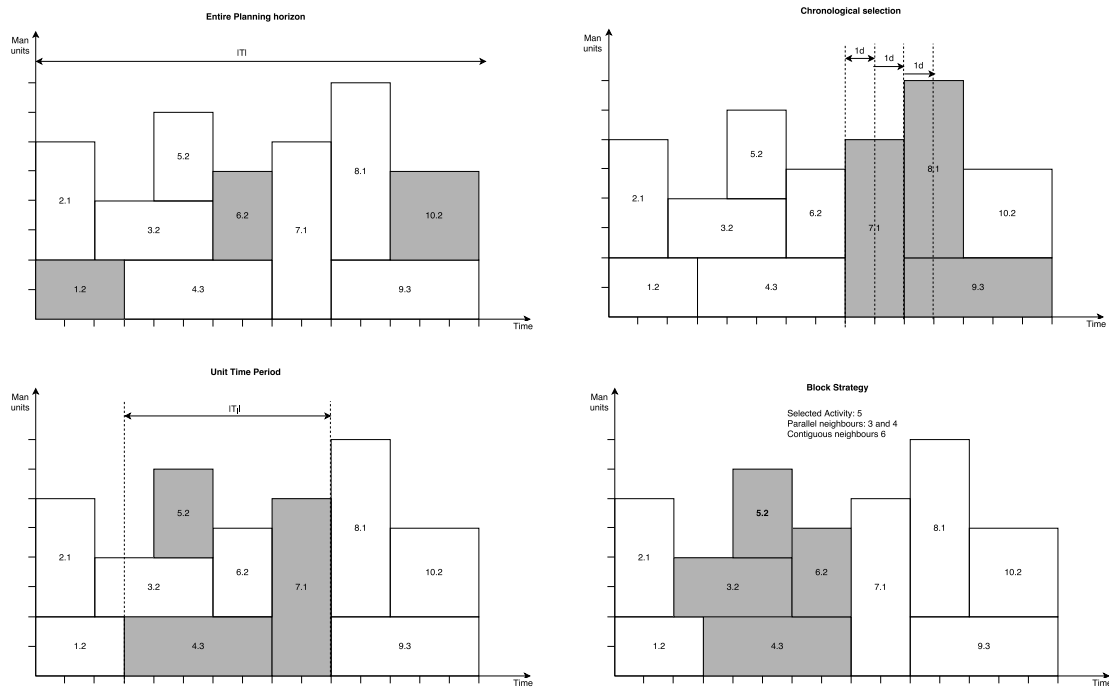 Entire Planning horizon
Man
units
|T|
5.2
8.1
2.1
6.2
10.2
3.2
7.1
1.2
4.3
9.3
Time
Chronological selection
Man
units
1d
1d
1d
5.2
8.1
2.1
6.2
10.2
3.2
7.1
1.2
4.3
9.3
Time
Unit Time Period
Man
units
|Tj|
5.2
2.1
6.2
8.1
10.2
3.2
7.1
1.2
4.3
9.3
Time
Block Strategy
Man
units
Selected Activity: 5
Parallel neighbours: 3 and 4
Contiguous neighbours 6
5.2
8.1
2.1
6.2
10.2
3.2
7.1
1.2
4.3
9.3
Time